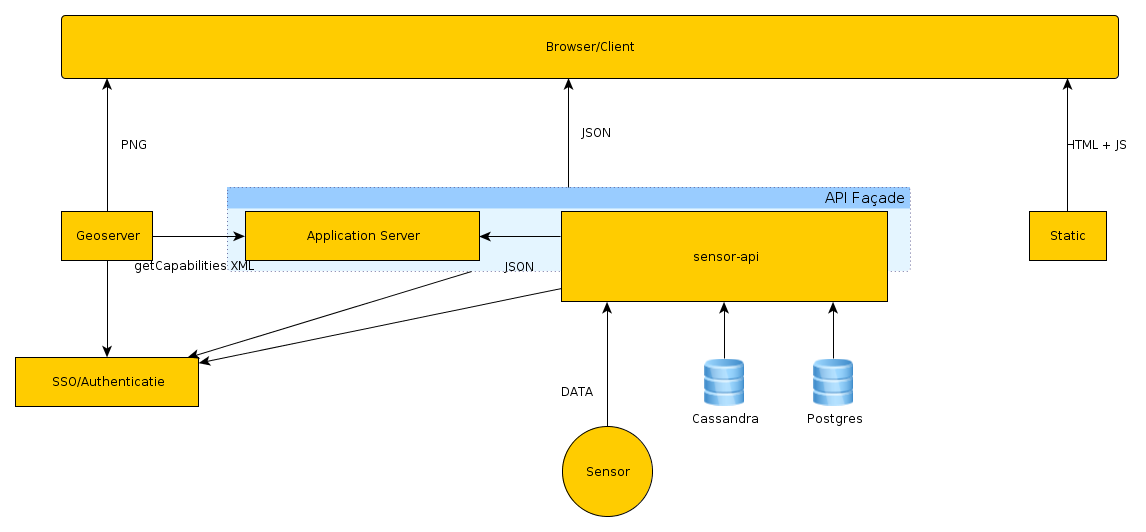 Browser/Client
PNG
JSON
HTML + JS
API Façade
Geoserver
Application Server
sensor-api
Static
getCapabilities XML
JSON
SSO/Authenticatie
DATA
Cassandra
Postgres
Sensor